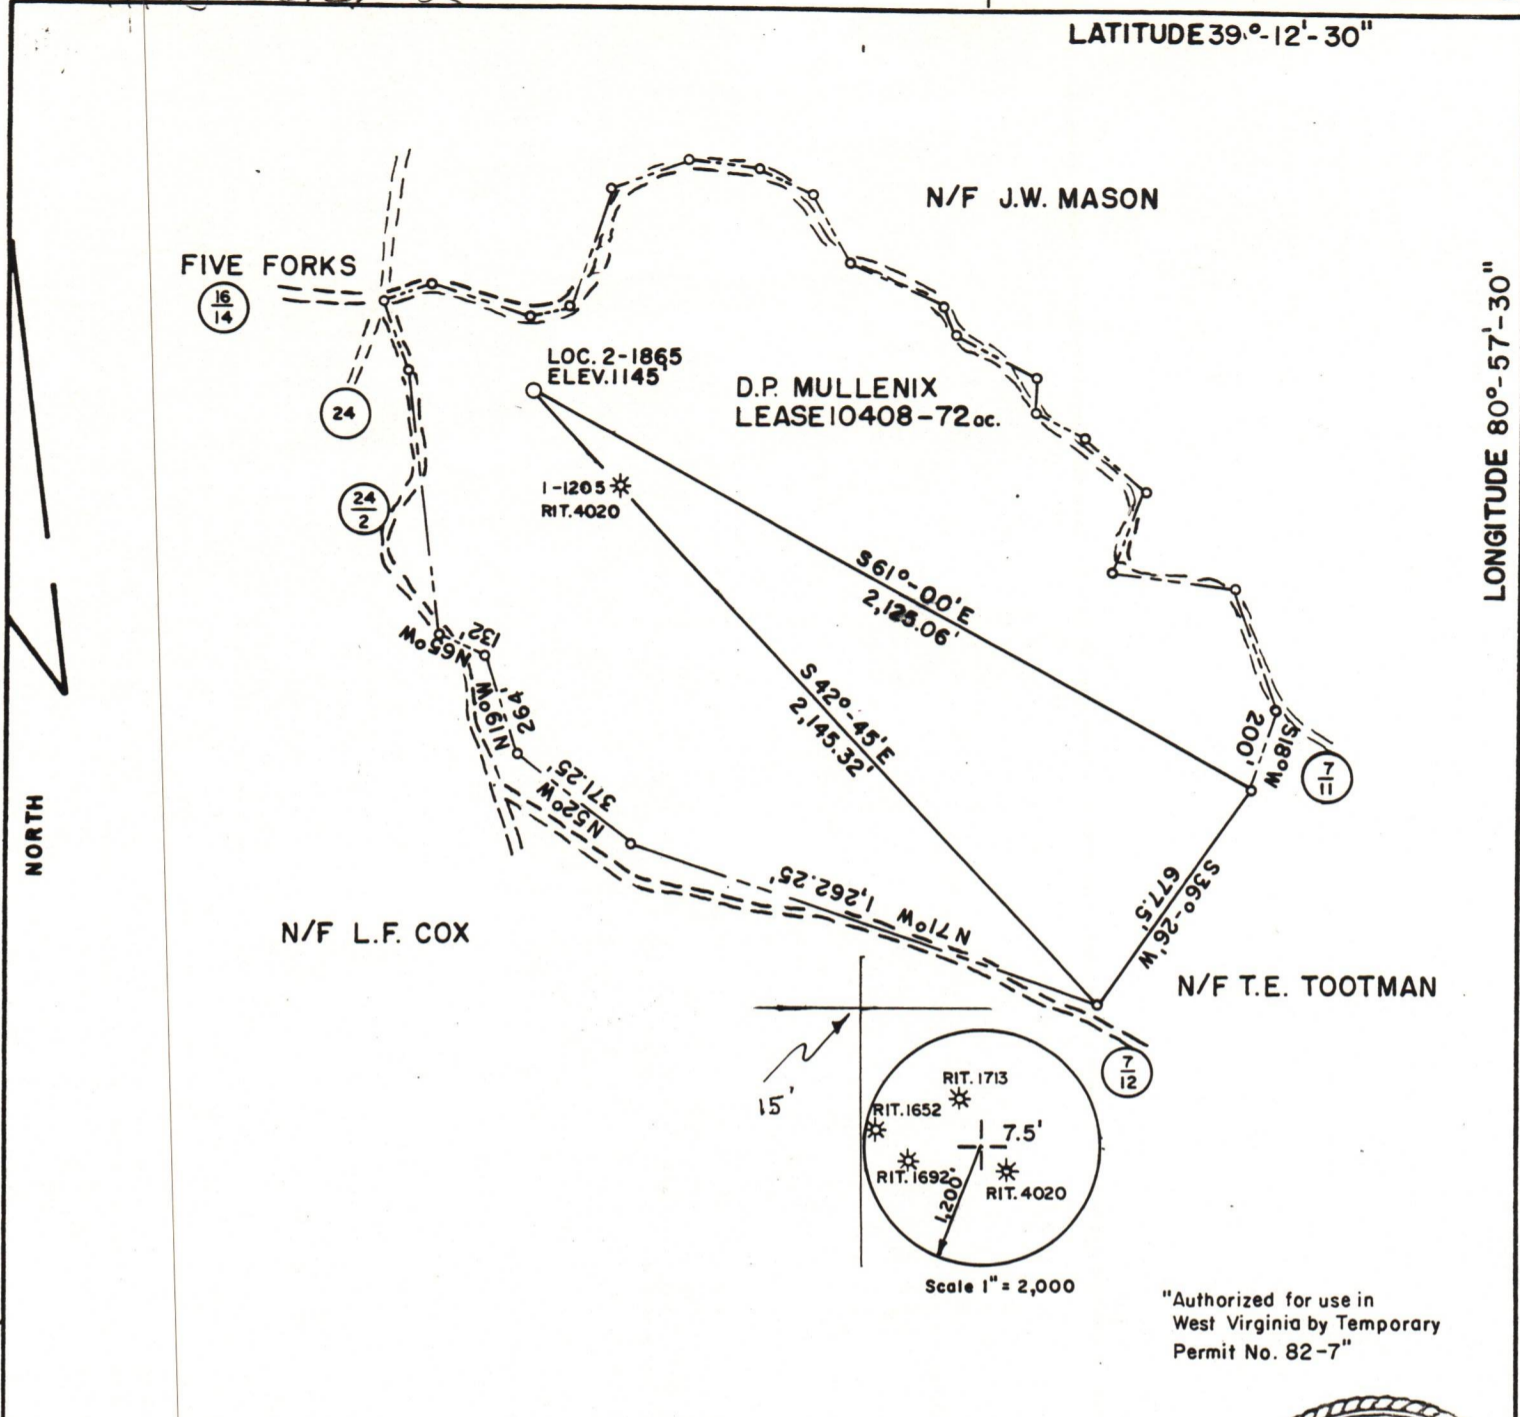 LATITUDE 39°-12'-30"
N/F J.W. MASON
FIVE FORKS
16
14
LONGITUDE 80°-57'-30"
LOC. 2-1865
ELEV. 1145'
D.P. MULLENIX
LEASE 10408-72 ac.
24
1-1205
RIT. 4020
24
2
S61°-00'E
2,125.06'
132'
N65°W
S42°-45'E
2,145.32'
N19°W
264'
S18°W
200'
7
11
371.25'
N52°W
NORTH
1,262.25'
N71°W
S36°-26'W
677.5'
N/F L.F. COX
N/F T.E. TOOTMAN
7
12
15'
RIT. 1713
RIT. 1652
7.5'
RIT. 1692
RIT. 4020
1,200'
Scale 1" = 2,000
"Authorized for use in
West Virginia by Temporary
Permit No. 82-7"